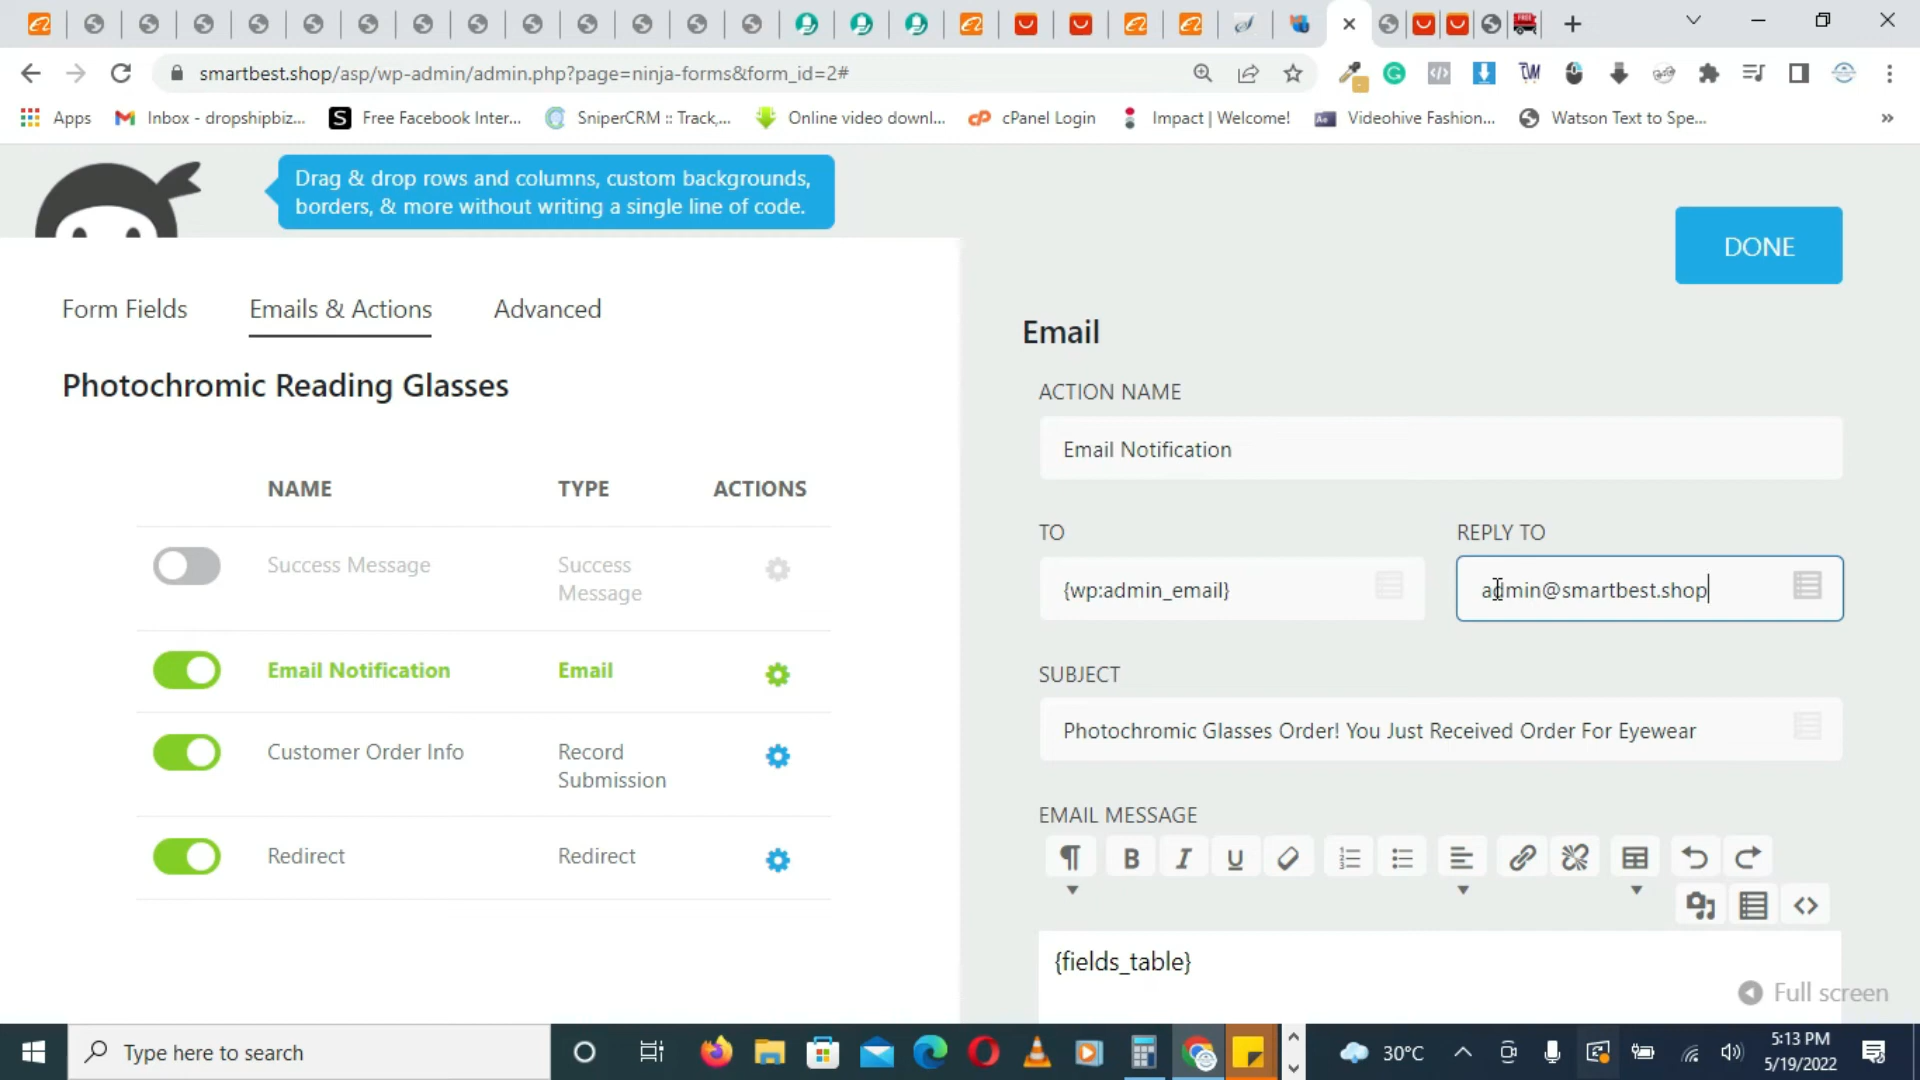 smartbest.shop/asp/wp-admin/admin.php?page=ninja-forms&form_id=2#
Apps
Inbox - dropshipbiz...
Free Facebook Inter...
SniperCRM :: Track,...
Online video downl...
cPanel Login
Impact | Welcome!
Videohive Fashion...
Watson Text to Spe...
»
Drag & drop rows and columns, custom backgrounds,
borders, & more without writing a single line of code.
DONE
Form Fields
Emails & Actions
Advanced
Photochromic Reading Glasses
NAME
TYPE
ACTIONS
Success Message
Success
Message
Email Notification
Email
Customer Order Info
Record
Submission
Redirect
Redirect
Email
ACTION NAME
Email Notification
TO
REPLY TO
{wp:admin_email}
admin@smartbest.shop
SUBJECT
Photochromic Glasses Order! You Just Received Order For Eyewear
EMAIL MESSAGE
{fields_table}
Full screen
Type here to search
30°C
5:13 PM
5/19/2022